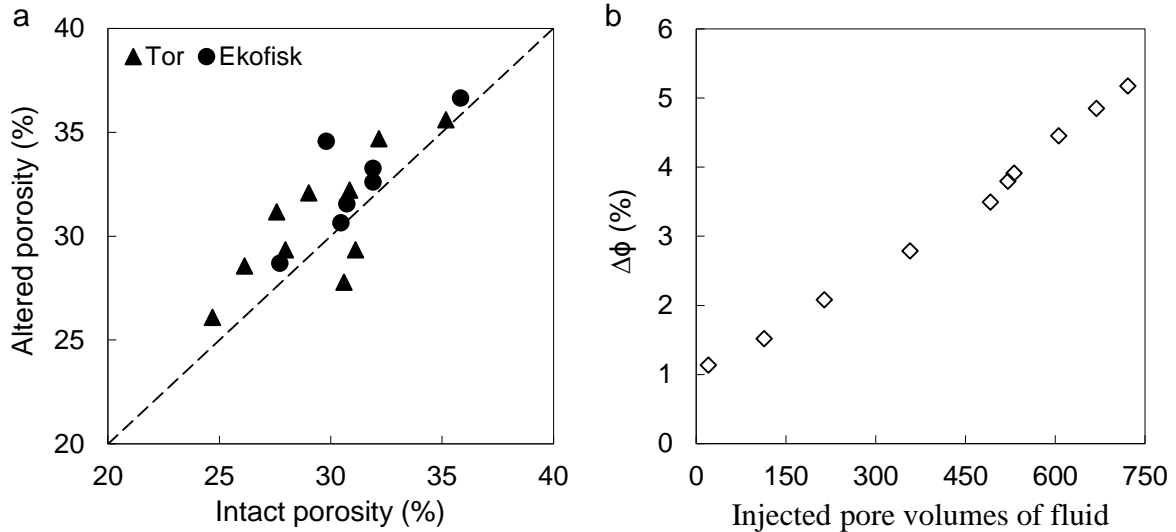 a
40
35
30
25
20
Altered porosity (%)
Tor Ekofisk
20 25 30 35 40
Intact porosity (%)
b
6
5
4
3
2
1
0
Δϕ (%)
0 150 300 450 600 750
Injected pore volumes of fluid